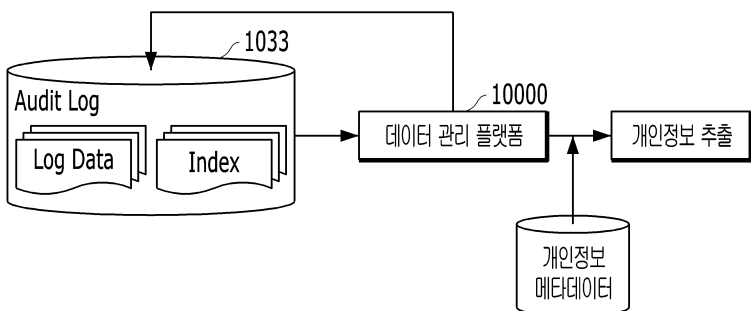 1033
Audit Log
Log Data
Index
10000
데이터 관리 플랫폼
개인정보 추출
개인정보
메타데이터